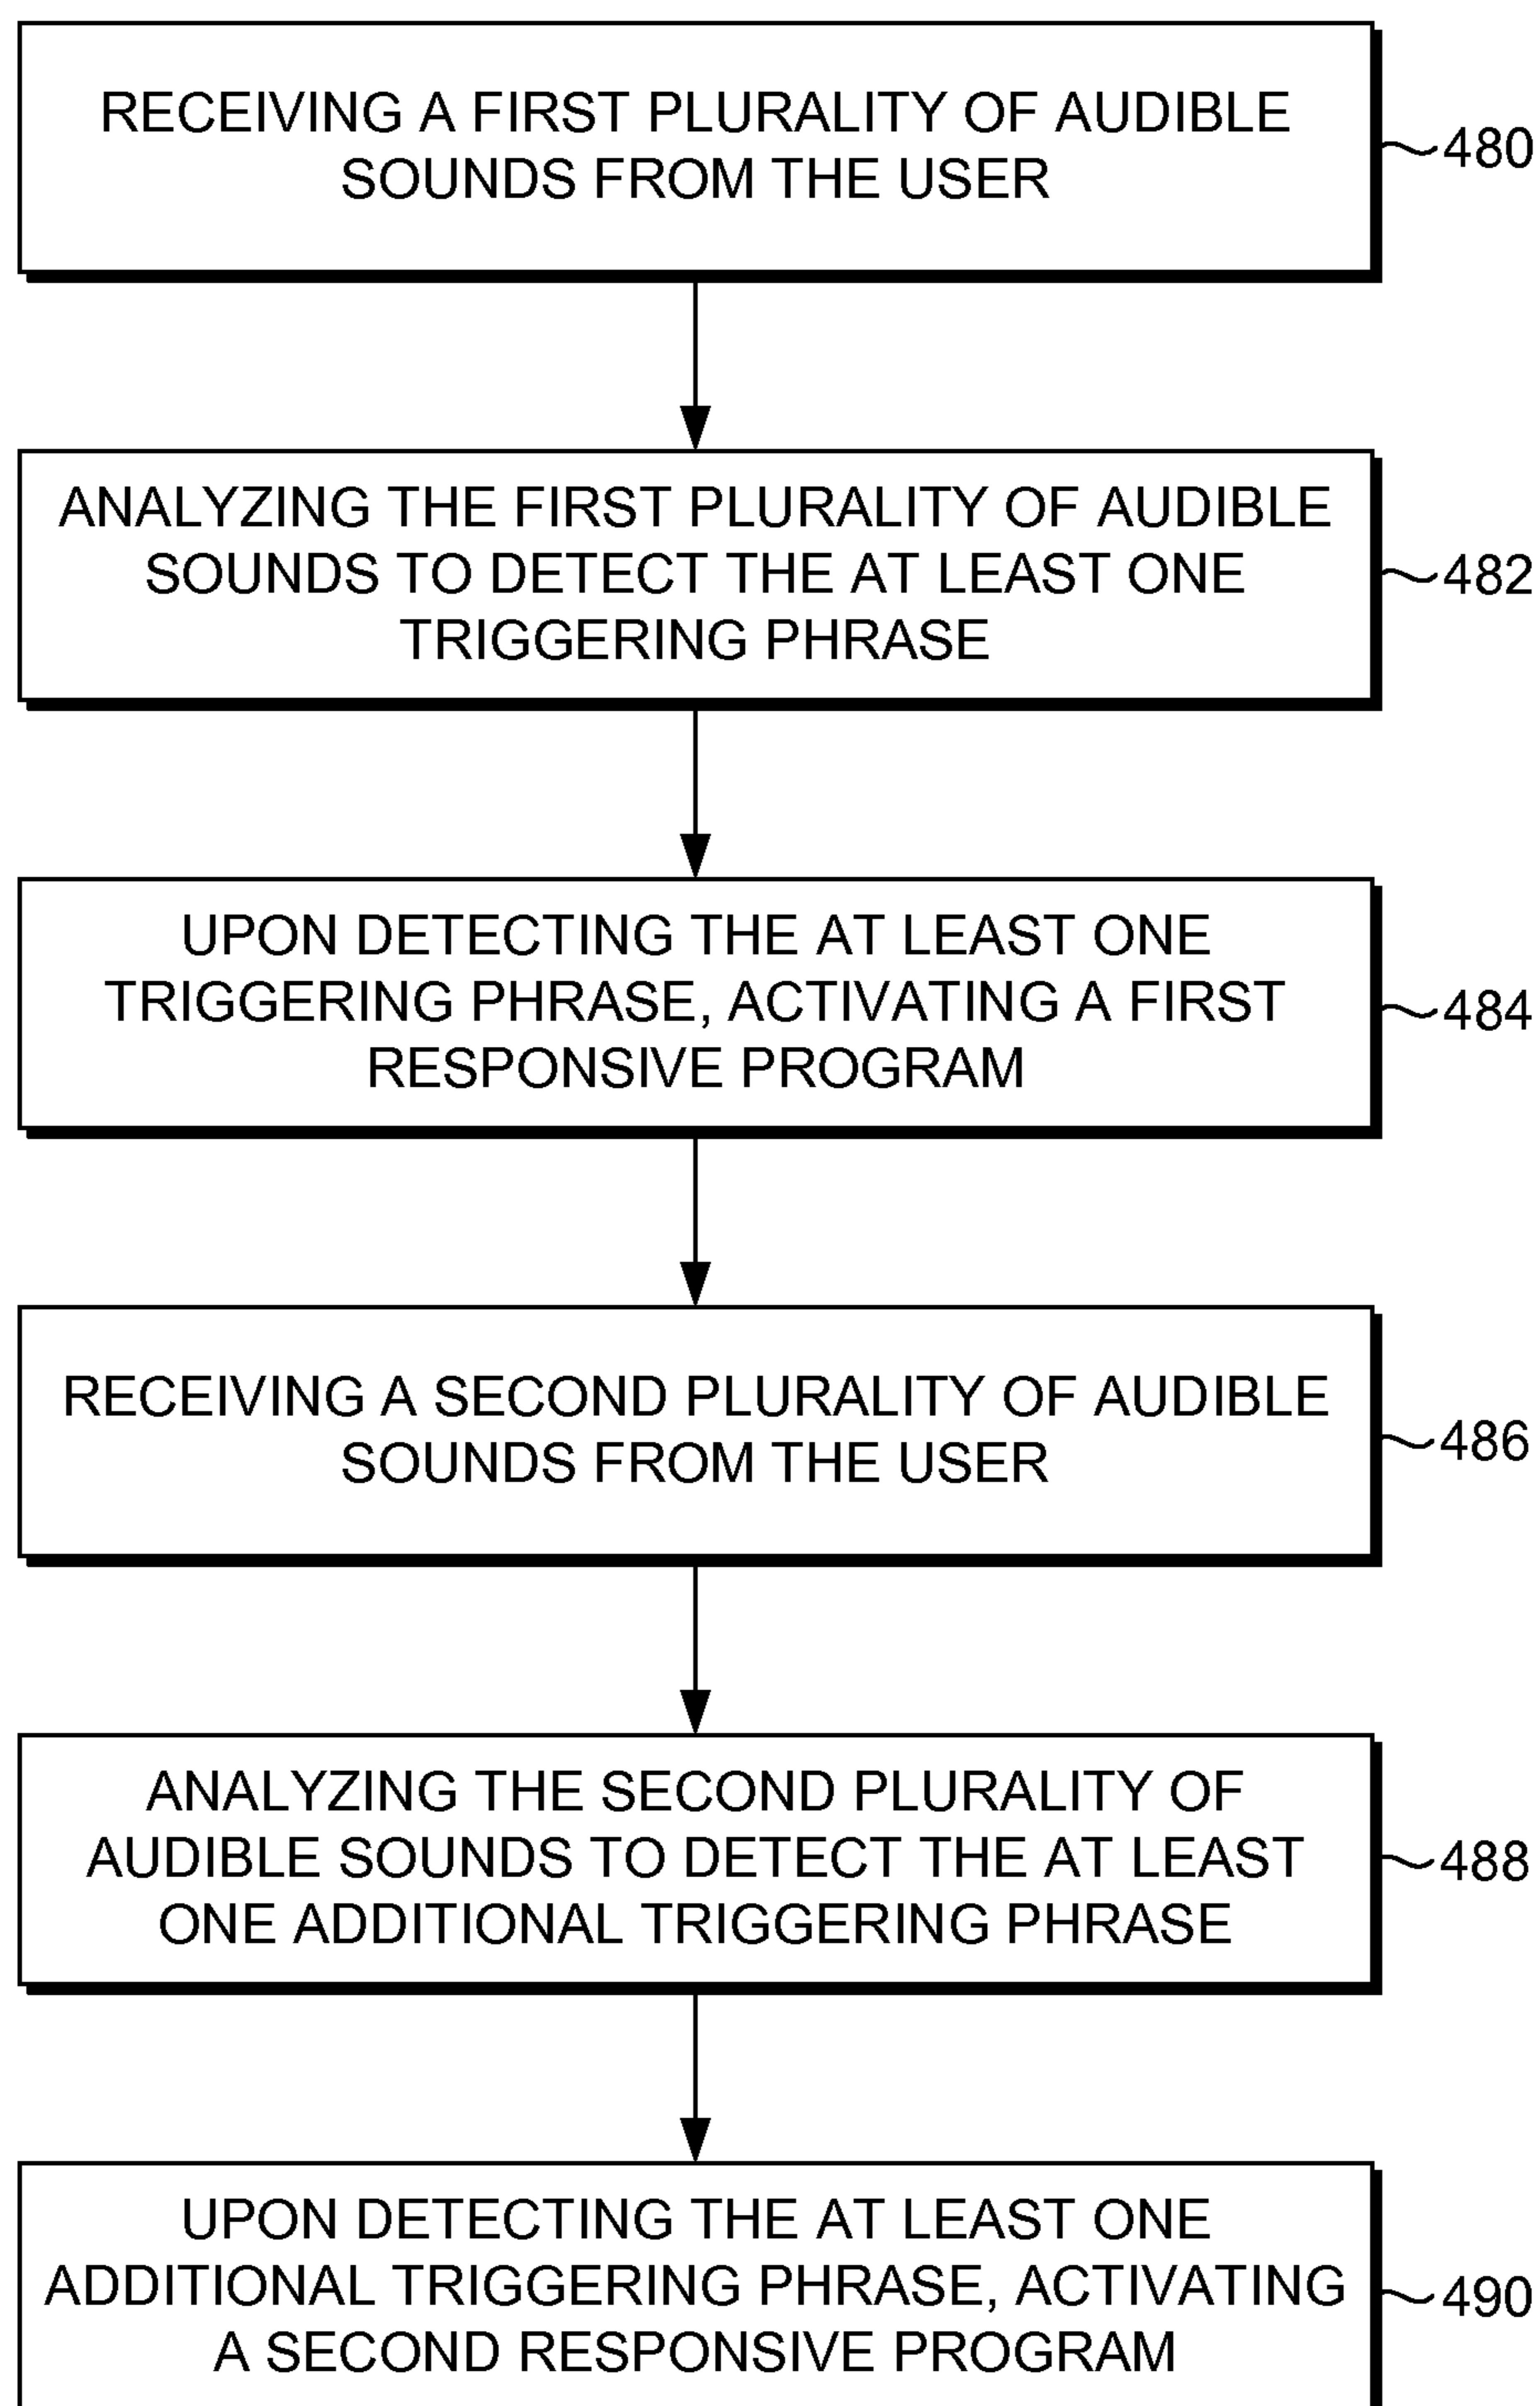 RECEIVING A FIRST PLURALITY OF AUDIBLE
SOUNDS FROM THE USER
480
ANALYZING THE FIRST PLURALITY OF AUDIBLE
SOUNDS TO DETECT THE AT LEAST ONE
TRIGGERING PHRASE
482
UPON DETECTING THE AT LEAST ONE
TRIGGERING PHRASE, ACTIVATING A FIRST
RESPONSIVE PROGRAM
484
RECEIVING A SECOND PLURALITY OF AUDIBLE
SOUNDS FROM THE USER
486
ANALYZING THE SECOND PLURALITY OF
AUDIBLE SOUNDS TO DETECT THE AT LEAST
ONE ADDITIONAL TRIGGERING PHRASE
488
UPON DETECTING THE AT LEAST ONE
ADDITIONAL TRIGGERING PHRASE, ACTIVATING
A SECOND RESPONSIVE PROGRAM
490